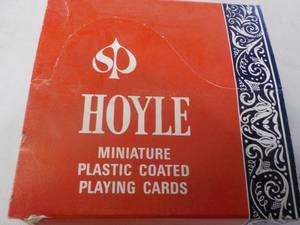 sp
HOYLE
MINIATURE
PLASTIC COATED
PLAYING CARDS